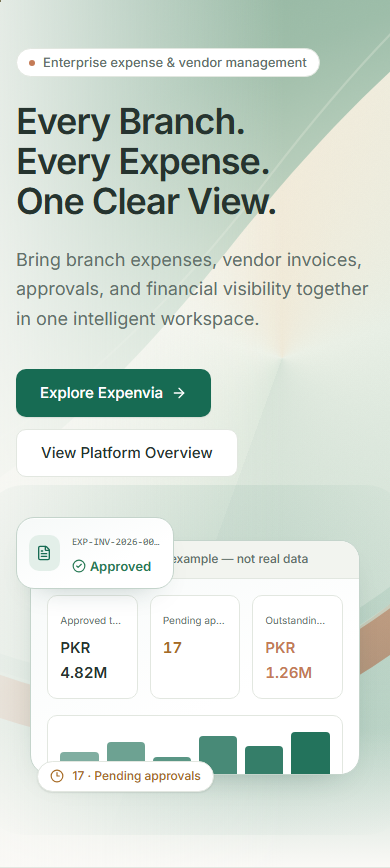 Enterprise expense & vendor management
Every Branch.
Every Expense.
One Clear View.
Bring branch expenses, vendor invoices,
approvals, and financial visibility together
in one intelligent workspace.
Explore Expenvia →
View Platform Overview
EXP-INV-2026-00…
Approved
example — not real data
Approved t…
Pending ap…
Outstandin…
PKR
4.82M
17
PKR
1.26M
17 · Pending approvals